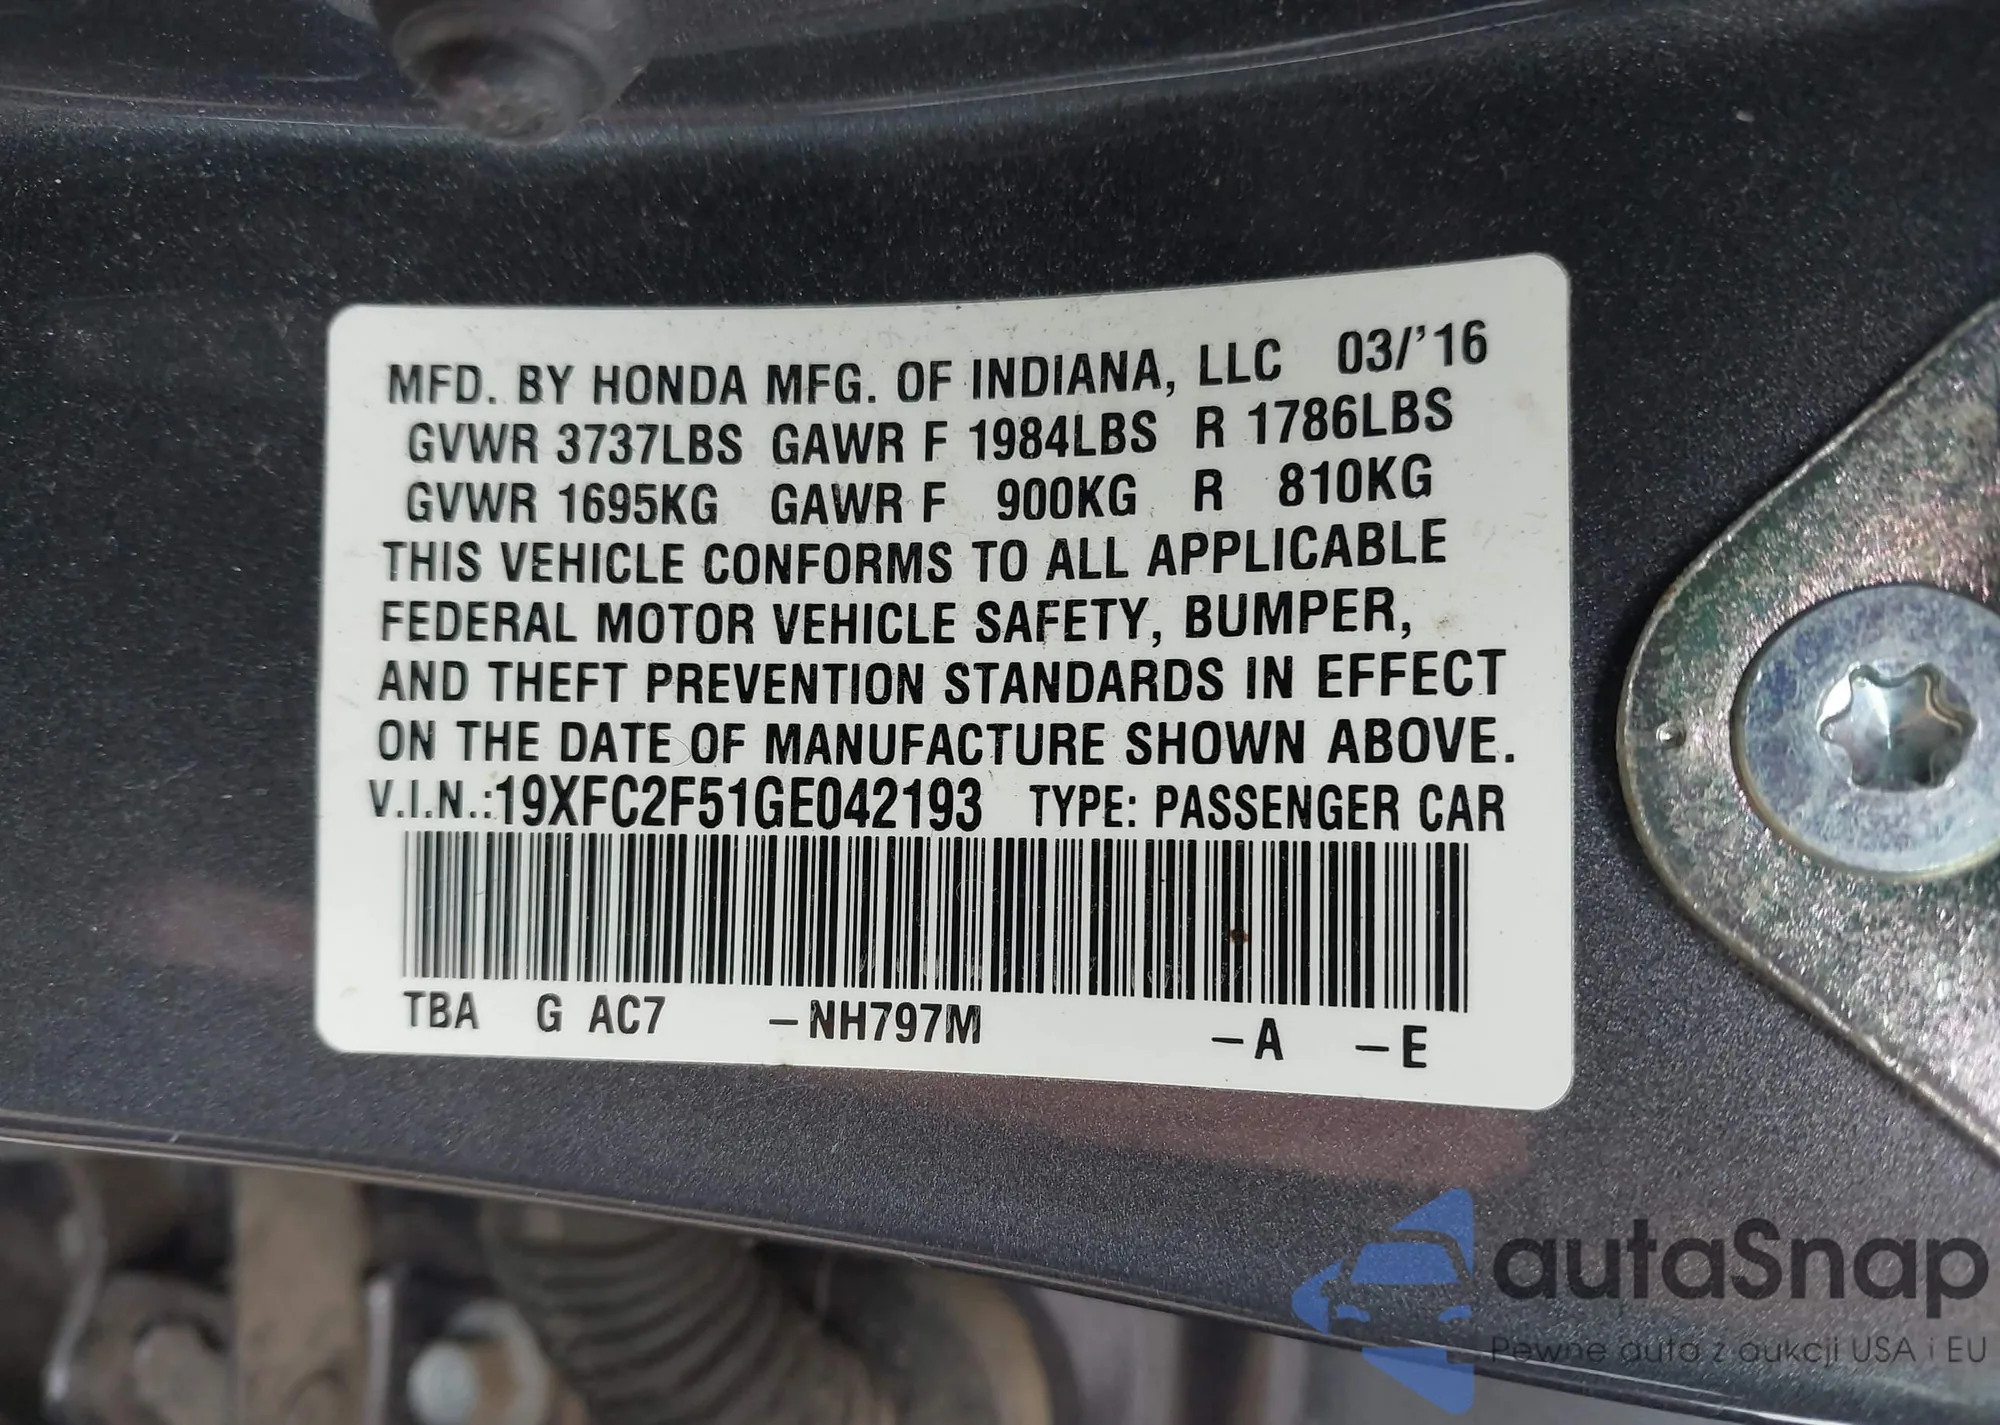 MFD. BY HONDA MFG. OF INDIANA, LLC 03/'16
GVWR 3737LBS GAWR F 1984LBS R 1786LBS
GVWR 1695KG GAWR F 900KG R 810KG
THIS VEHICLE CONFORMS TO ALL APPLICABLE
FEDERAL MOTOR VEHICLE SAFETY, BUMPER,
AND THEFT PREVENTION STANDARDS IN EFFECT
ON THE DATE OF MANUFACTURE SHOWN ABOVE.
V.I.N.:19XFC2F51GE042193 TYPE: PASSENGER CAR
TBA G AC7 –NH797M –A –E
autaSnap
Pewne auta z aukcji USA i EU